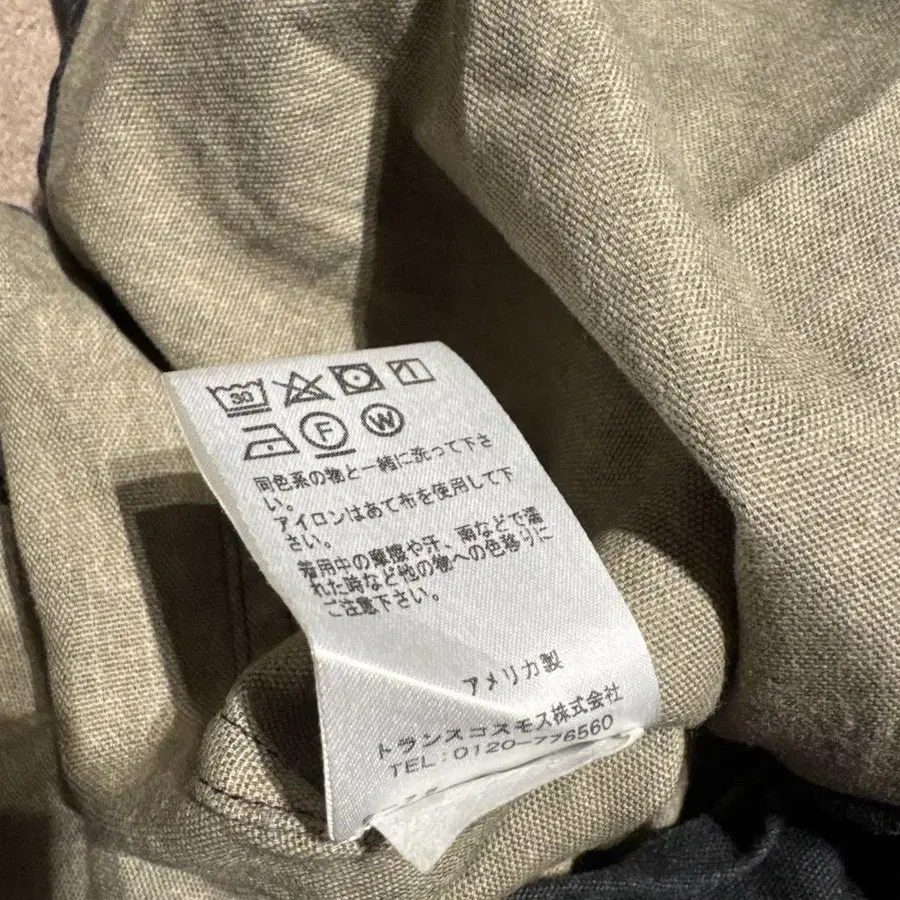 30
F W
同色系の物と一緒に洗って下さ
い。
アイロンはあて布を使用して下
さい。
着用中の摩擦や汗、雨などで濡
れた時など他の物への色移りに
ご注意下さい。
アメリカ製
トランスコスモス株式会社
TEL:0120-776560